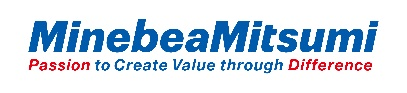 MinebeaMitsumi
Passion to Create Value through Difference